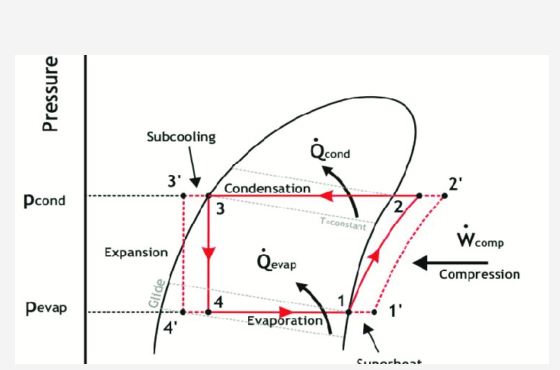 Pressure
Subcooling
Q̇cond
3'
2'
pcond
Condensation
3
2
T=constant
Ẇcomp
Expansion
Q̇evap
Compression
Glide
4
1
1'
pevap
Evaporation
4'
Superheat